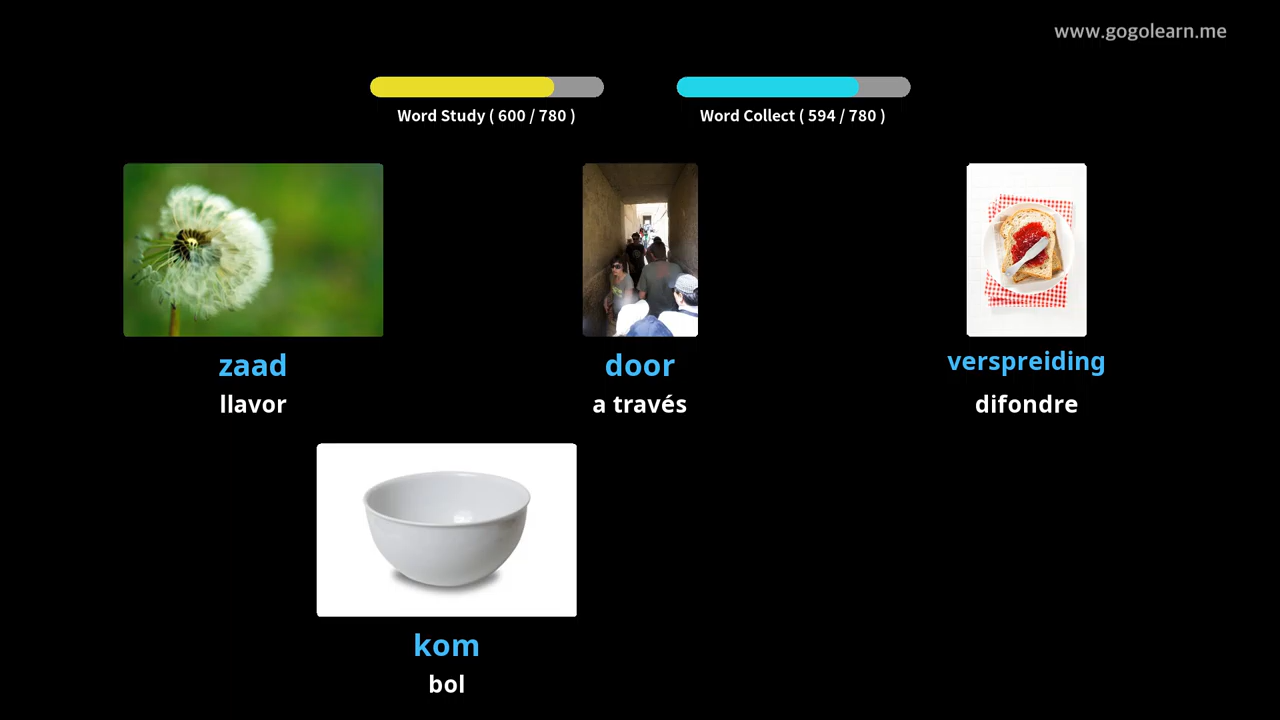 www.gogolearn.me
Word Study ( 600 / 780 )
Word Collect ( 594 / 780 )
zaad
llavor
door
a través
verspreiding
difondre
kom
bol